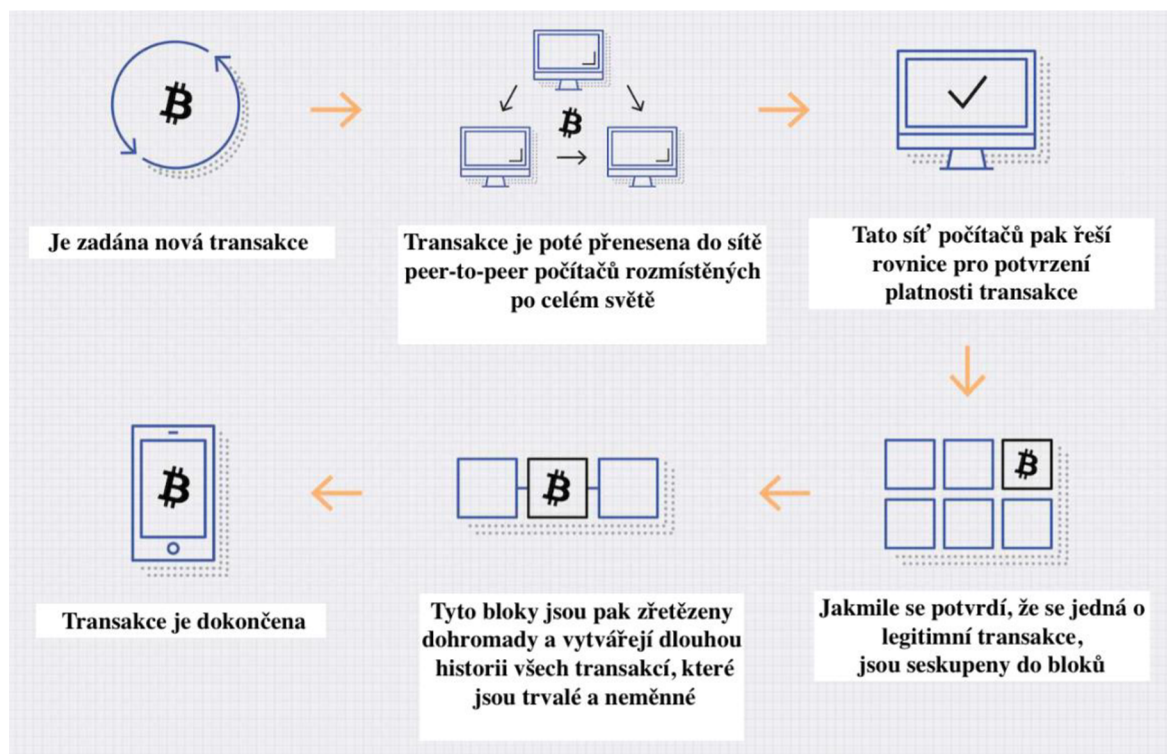 Je zadána nová transakce
Transakce je poté přenesena do sítě
peer-to-peer počítačů rozmístěných
po celém světě
Tato síť počítačů pak řeší
rovnice pro potvrzení
platnosti transakce
Jakmile se potvrdí, že se jedná o
legitimní transakce,
jsou seskupeny do bloků
Tyto bloky jsou pak zřetězeny
dohromady a vytvářejí dlouhou
historii všech transakcí, které
jsou trvalé a neměnné
Transakce je dokončena